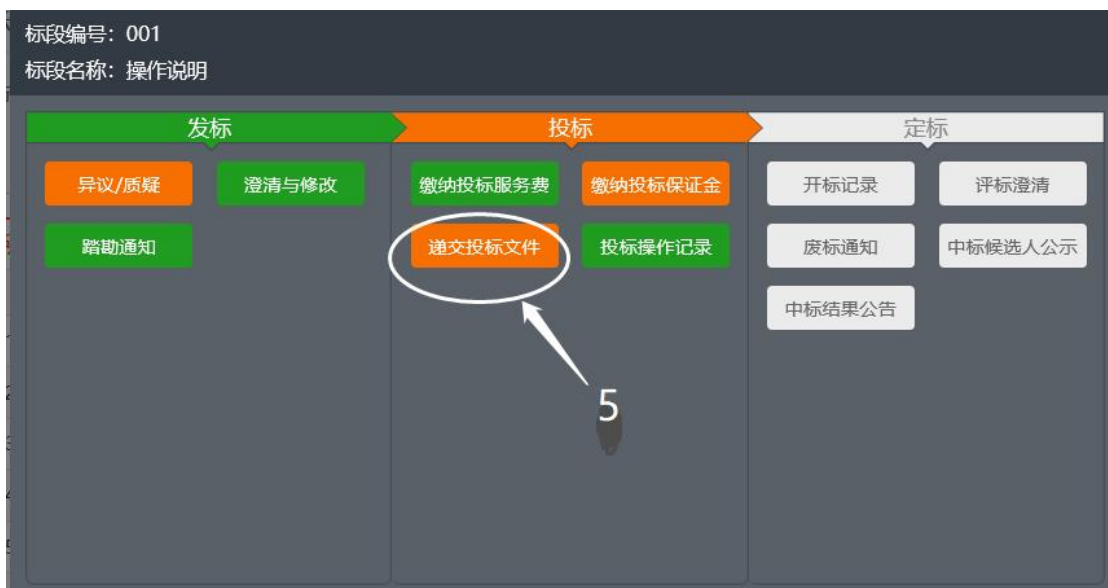 标段编号：001
标段名称：操作说明
发标
投标
定标
异议/质疑
澄清与修改
踏勘通知
缴纳投标服务费
缴纳投标保证金
递交投标文件
投标操作记录
开标记录
评标澄清
废标通知
中标候选人公示
中标结果公告
5